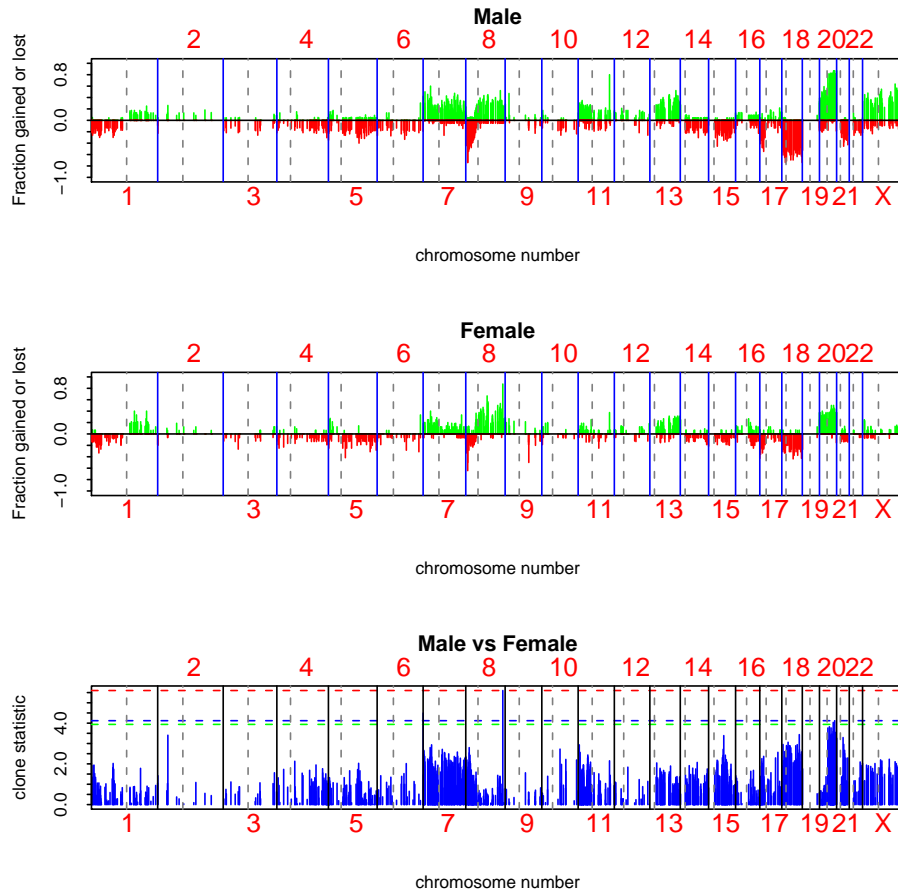 Male
2 4 6 8 10 12 14 16 18 20 22
Fraction gained or lost
0.8
0.0
−1.0
1 3 5 7 9 11 13 15 17 19 21 X
chromosome number
Female
2 4 6 8 10 12 14 16 18 20 22
Fraction gained or lost
0.8
0.0
−1.0
1 3 5 7 9 11 13 15 17 19 21 X
chromosome number
Male vs Female
2 4 6 8 10 12 14 16 18 20 22
clone statistic
4.0
2.0
0.0
1 3 5 7 9 11 13 15 17 19 21 X
chromosome number